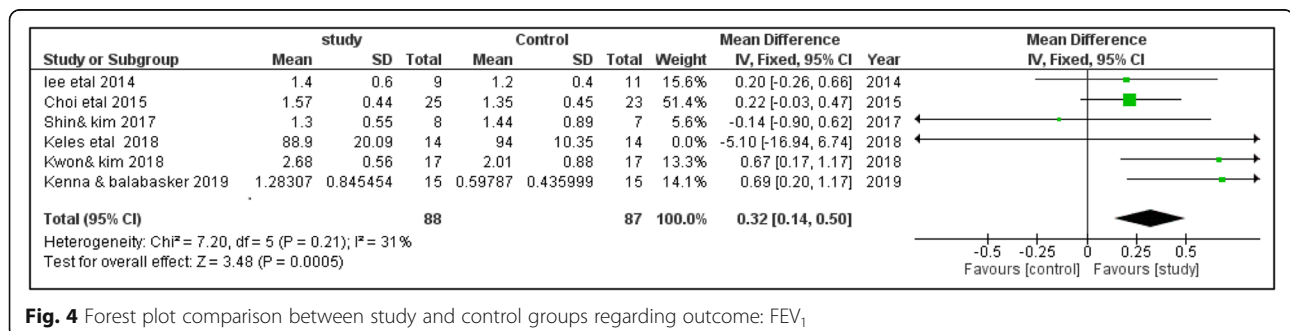 study Control Mean Difference Mean Difference
Study or Subgroup Mean SD Total Mean SD Total Weight IV, Fixed, 95% CI Year IV, Fixed, 95% CI
lee etal 2014 1.4 0.6 9 1.2 0.4 11 15.6% 0.20 [-0.26, 0.66] 2014
Choi etal 2015 1.57 0.44 25 1.35 0.45 23 51.4% 0.22 [-0.03, 0.47] 2015
Shin& kim 2017 1.3 0.55 8 1.44 0.89 7 5.6% -0.14 [-0.90, 0.62] 2017
Keles etal 2018 88.9 20.09 14 94 10.35 14 0.0% -5.10 [-16.94, 6.74] 2018
Kwon& kim 2018 2.68 0.56 17 2.01 0.88 17 13.3% 0.67 [0.17, 1.17] 2018
Kenna & balabasker 2019 1.28307 0.845454 15 0.59787 0.435999 15 14.1% 0.69 [0.20, 1.17] 2019
Total (95% CI) 88 87 100.0% 0.32 [0.14, 0.50]
Heterogeneity: Chi² = 7.20, df = 5 (P = 0.21); I² = 31%
Test for overall effect: Z = 3.48 (P = 0.0005)
-0.5 -0.25 0 0.25 0.5
Favours [control] Favours [study]
Fig. 4 Forest plot comparison between study and control groups regarding outcome: FEV₁